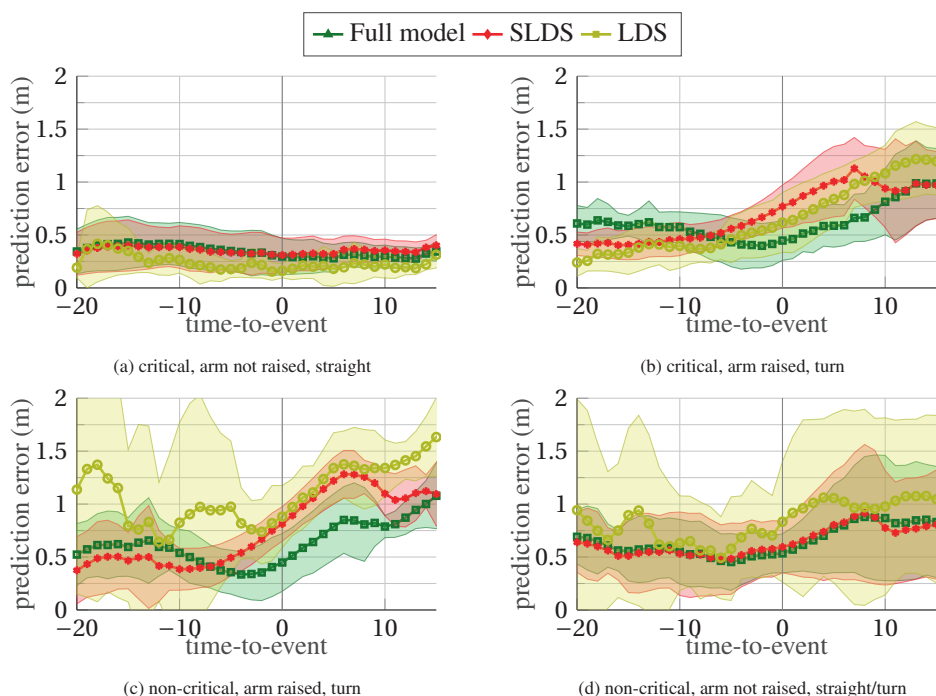 Full model SLDS LDS
prediction error (m)
2
1.5
1
0.5
0
−20 −10 0 10
time-to-event
(a) critical, arm not raised, straight
prediction error (m)
2
1.5
1
0.5
0
−20 −10 0 10
time-to-event
(b) critical, arm raised, turn
prediction error (m)
2
1.5
1
0.5
0
−20 −10 0 10
time-to-event
(c) non-critical, arm raised, turn
prediction error (m)
2
1.5
1
0.5
0
−20 −10 0 10
time-to-event
(d) non-critical, arm not raised, straight/turn